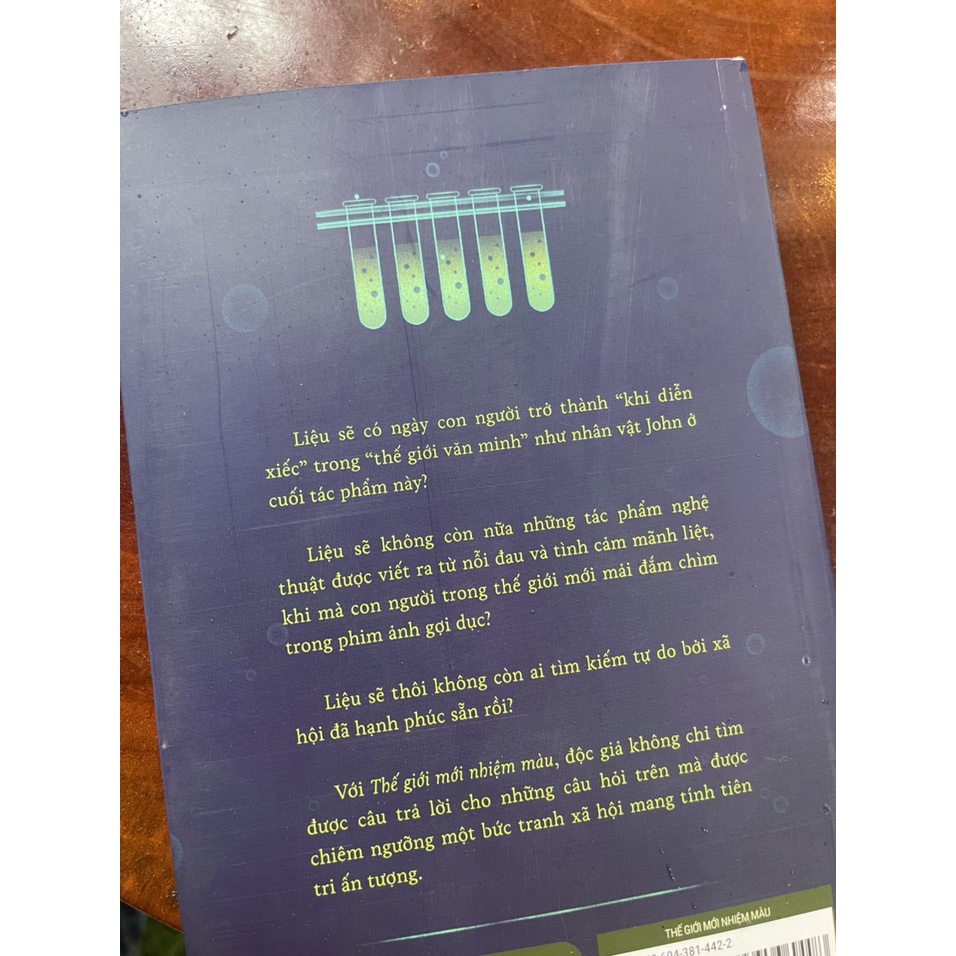 Liệu sẽ có ngày con người trở thành “khỉ diễn
xiếc” trong “thế giới văn minh” như nhân vật John ở
cuối tác phẩm này?
Liệu sẽ không còn nữa những tác phẩm nghệ
thuật được viết ra từ nỗi đau và tình cảm mãnh liệt,
khi mà con người trong thế giới mới mải đắm chìm
trong phim ảnh gợi dục?
Liệu sẽ thôi không còn ai tìm kiếm tự do bởi xã
hội đã hạnh phúc sẵn rồi?
Với Thế giới mới nhiệm màu, độc giả không chỉ tìm
được câu trả lời cho những câu hỏi trên mà được
chiêm ngưỡng một bức tranh xã hội mang tính tiên
tri ấn tượng.
THẾ GIỚI MỚI NHIỆM MÀU
604-381-442-2